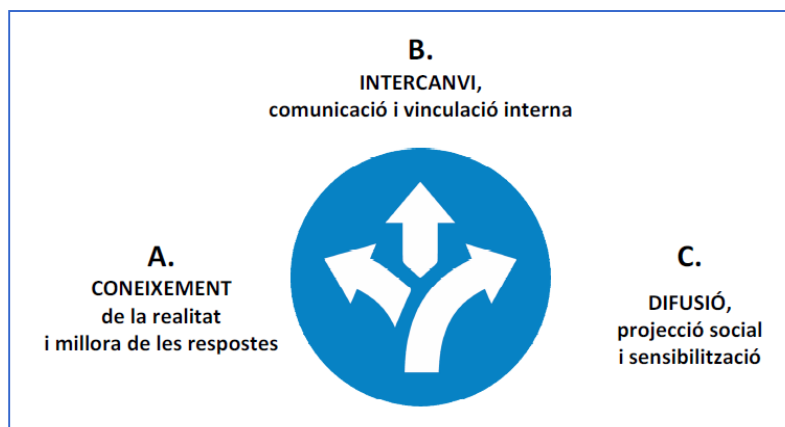 B.
INTERCANVI,
comunicació i vinculació interna
A.
CONEIXEMENT
de la realitat
i millora de les respostes
C.
DIFUSIÓ,
projecció social
i sensibilització